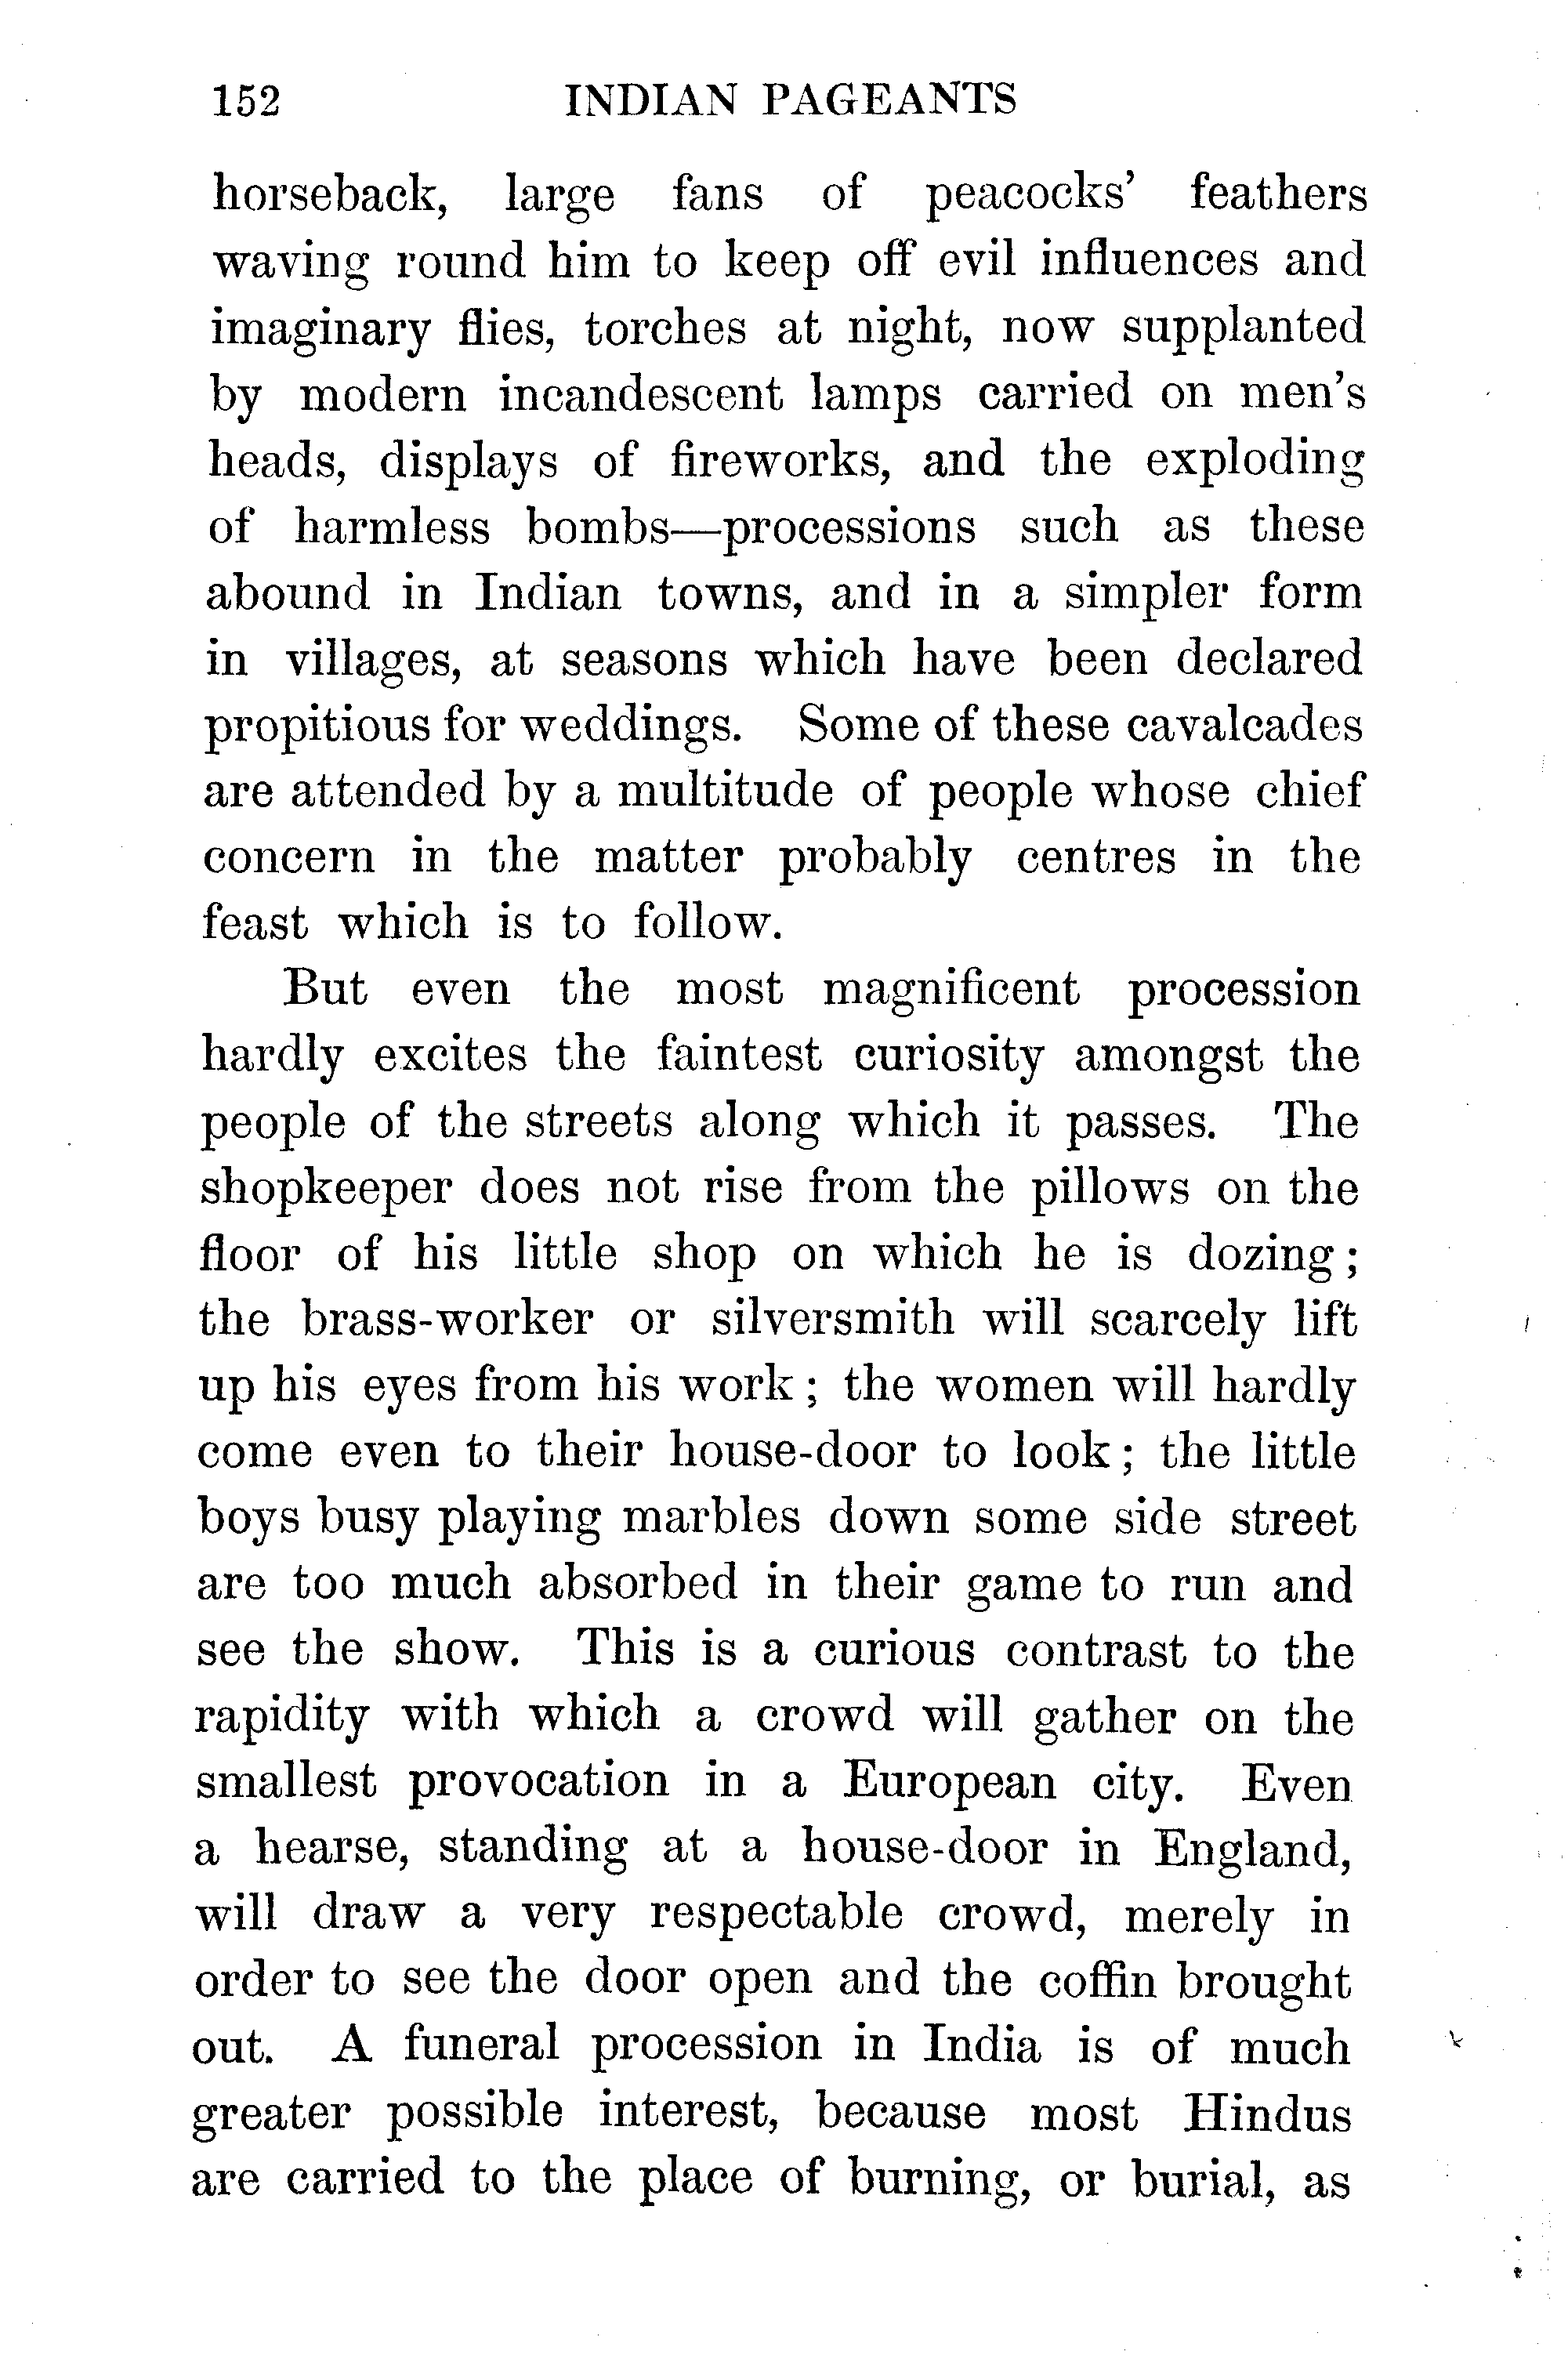 152 INDIAN PAGEANTS
horseback, large fans of peacocks' feathers
waving round him to keep off evil influences and
imaginary flies, torches at night, now supplanted
by modern incandescent lamps carried on men's
heads, displays of fireworks, and the exploding
of harmless bombs—processions such as these
abound in Indian towns, and in a simpler form
in villages, at seasons which have been declared
propitious for weddings. Some of these cavalcades
are attended by a multitude of people whose chief
concern in the matter probably centres in the
feast which is to follow.
But even the most magnificent procession
hardly excites the faintest curiosity amongst the
people of the streets along which it passes. The
shopkeeper does not rise from the pillows on the
floor of his little shop on which he is dozing;
the brass-worker or silversmith will scarcely lift
up his eyes from his work; the women will hardly
come even to their house-door to look; the little
boys busy playing marbles down some side street
are too much absorbed in their game to run and
see the show. This is a curious contrast to the
rapidity with which a crowd will gather on the
smallest provocation in a European city. Even
a hearse, standing at a house-door in England,
will draw a very respectable crowd, merely in
order to see the door open and the coffin brought
out. A funeral procession in India is of much
greater possible interest, because most Hindus
are carried to the place of burning, or burial, as